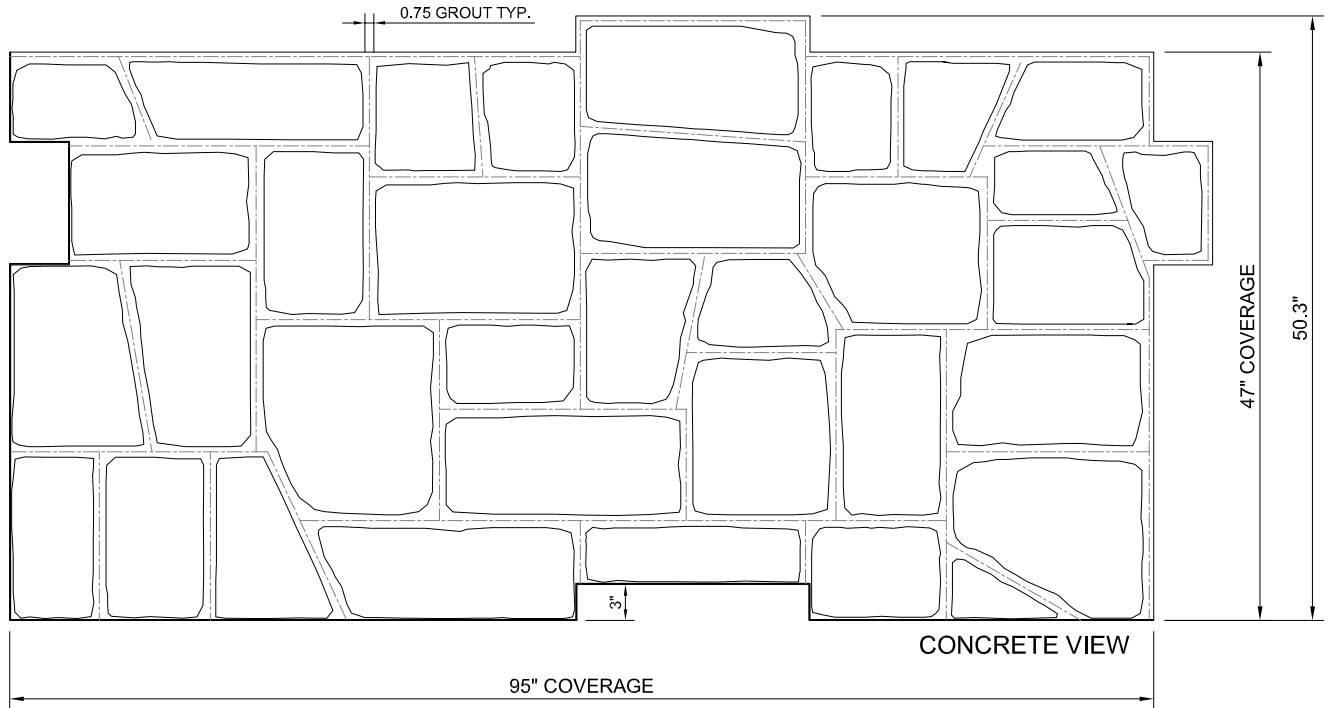 0.75 GROUT TYP.
47" COVERAGE
50.3"
3"
CONCRETE VIEW
95" COVERAGE